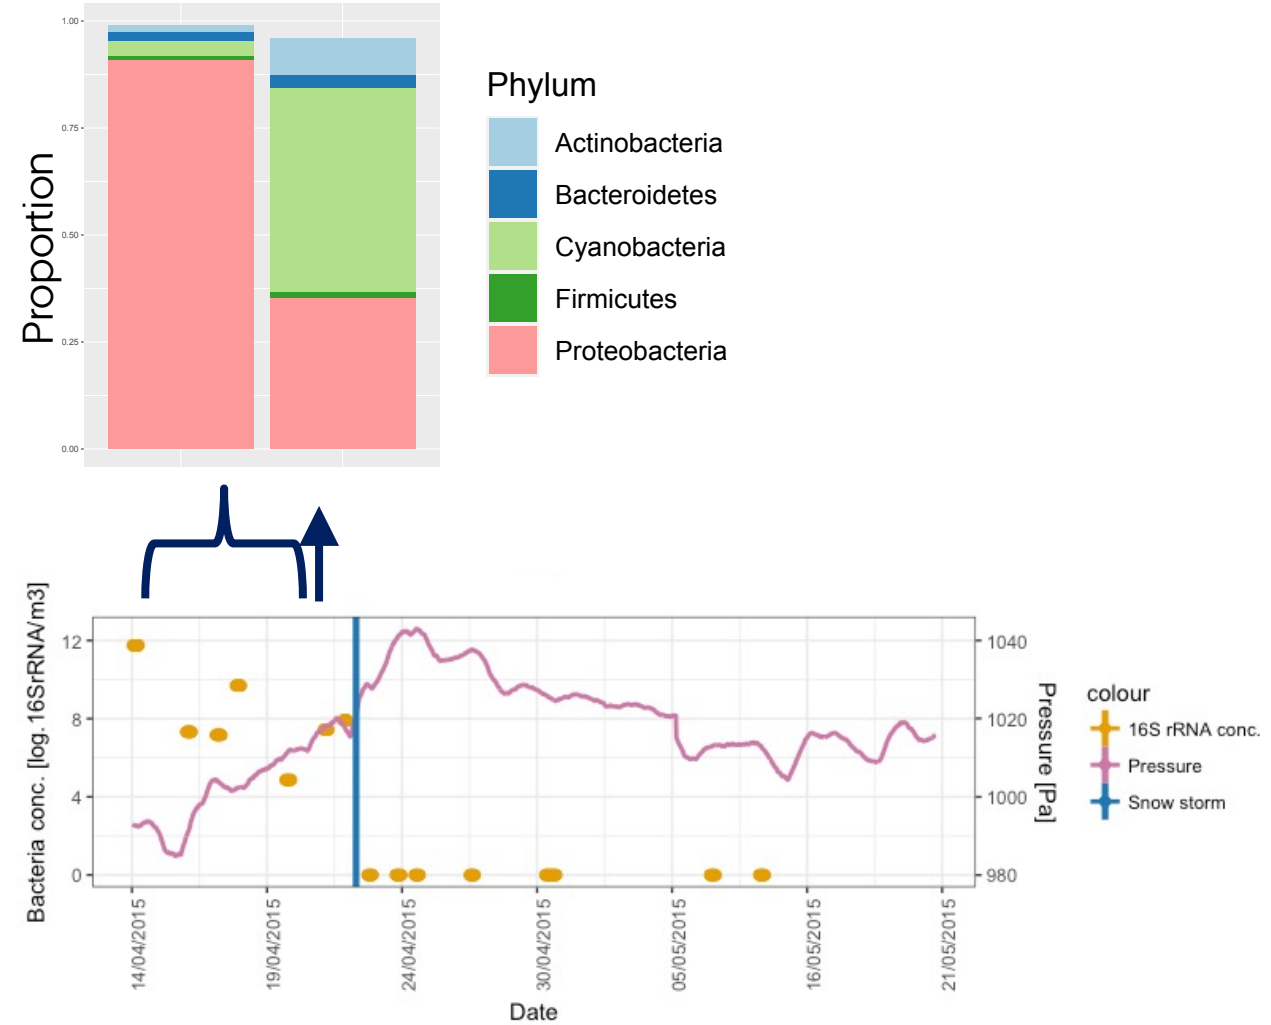 Proportion
1.00
0.75
0.50
0.25
0.00
Phylum
Actinobacteria
Bacteroidetes
Cyanobacteria
Firmicutes
Proteobacteria
Bacteria conc. [log.16SrRNA/m3]
12
8
4
0
1040
1020
1000
980
Pressure [Pa]
14/04/2015
19/04/2015
24/04/2015
30/04/2015
05/05/2015
16/05/2015
21/05/2015
Date
colour
16S rRNA conc.
Pressure
Snow storm